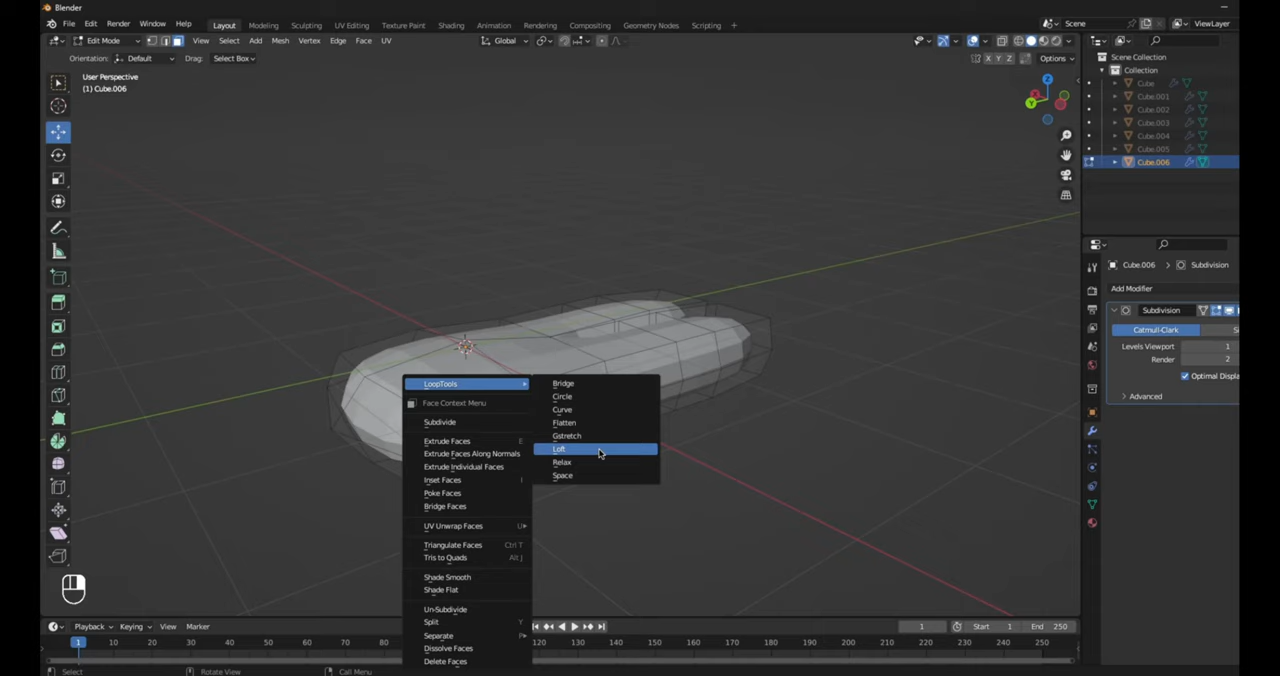 Blender
File Edit Render Window Help Layout Modeling Sculpting UV Editing Texture Paint Shading Animation Rendering Compositing Geometry Nodes Scripting + Scene ViewLayer
Edit Mode View Select Add Mesh Vertex Edge Face UV Global
Orientation: Default Drag: Select Box X Y Z Options
User Perspective
(1) Cube.006
Z
Y
Scene Collection
Collection
Cube
Cube.001
Cube.002
Cube.003
Cube.004
Cube.005
Cube.006
Cube.006 > Subdivision
Add Modifier
Subdivision
Catmull-Clark
Levels Viewport 1
Render 2
Optimal Displa
Advanced
LoopTools
Face Context Menu
Subdivide
Extrude Faces E
Extrude Faces Along Normals
Extrude Individual Faces
Inset Faces I
Poke Faces
Bridge Faces
UV Unwrap Faces U
Triangulate Faces Ctrl T
Tris to Quads Alt J
Shade Smooth
Shade Flat
Un-Subdivide
Split Y
Separate P
Dissolve Faces
Delete Faces
Bridge
Circle
Curve
Flatten
Gstretch
Loft
Relax
Space
Playback Keying View Marker 1 Start 1 End 250
1 10 20 30 40 50 60 70 80 120 130 140 150 160 170 180 190 200 210 220 230 240 250
Select Rotate View Call Menu